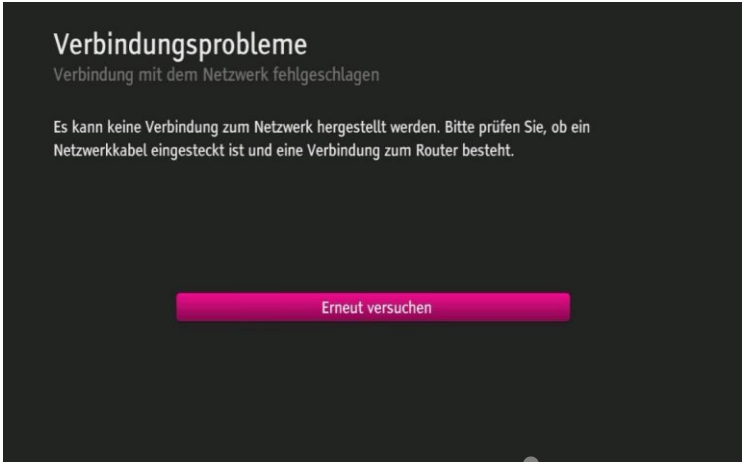 Verbindungsprobleme
Verbindung mit dem Netzwerk fehlgeschlagen
Es kann keine Verbindung zum Netzwerk hergestellt werden. Bitte prüfen Sie, ob ein
Netzwerkkabel eingesteckt ist und eine Verbindung zum Router besteht.
Erneut versuchen